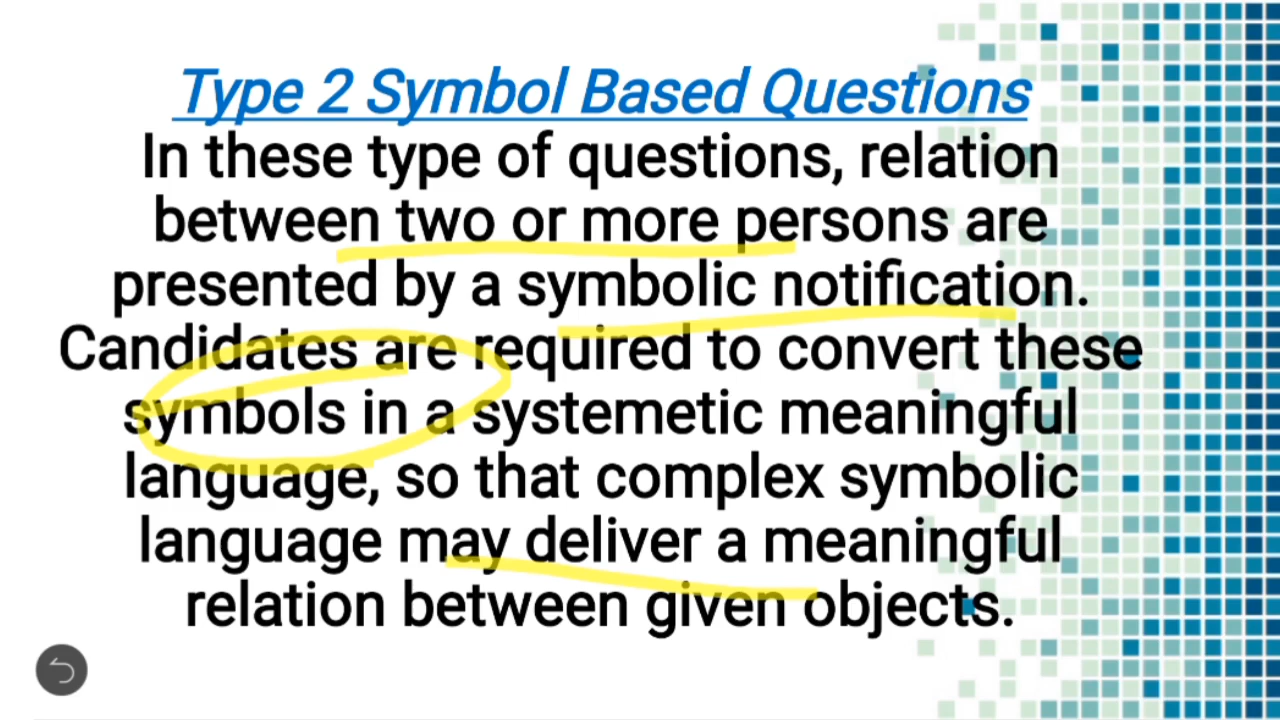 Type 2 Symbol Based Questions
In these type of questions, relation
between two or more persons are
presented by a symbolic notification.
Candidates are required to convert these
symbols in a systemetic meaningful
language, so that complex symbolic
language may deliver a meaningful
relation between given objects.